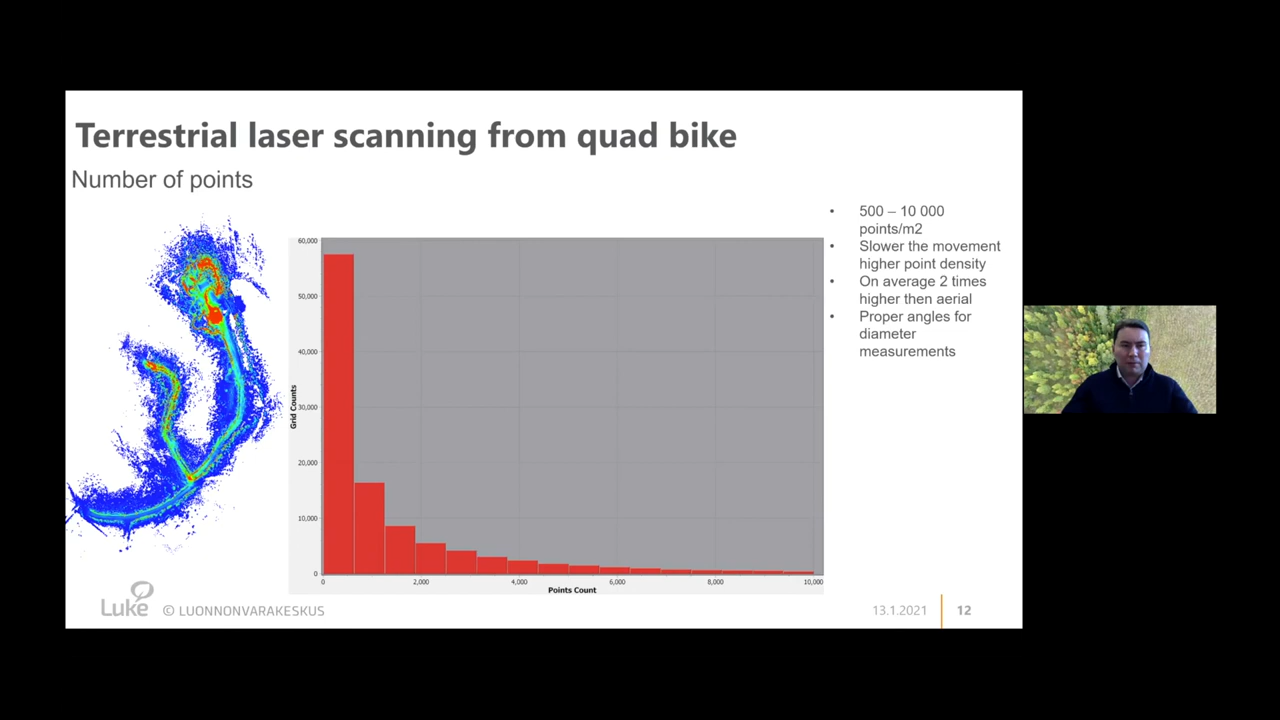 Terrestrial laser scanning from quad bike
Number of points
• 500 – 10 000
points/m2
• Slower the movement
higher point density
• On average 2 times
higher then aerial
• Proper angles for
diameter
measurements
60,000
50,000
40,000
30,000
20,000
10,000
0
Grid Counts
0 2,000 4,000 6,000 8,000 10,000
Points Count
Luke © LUONNONVARAKESKUS
13.1.2021 12